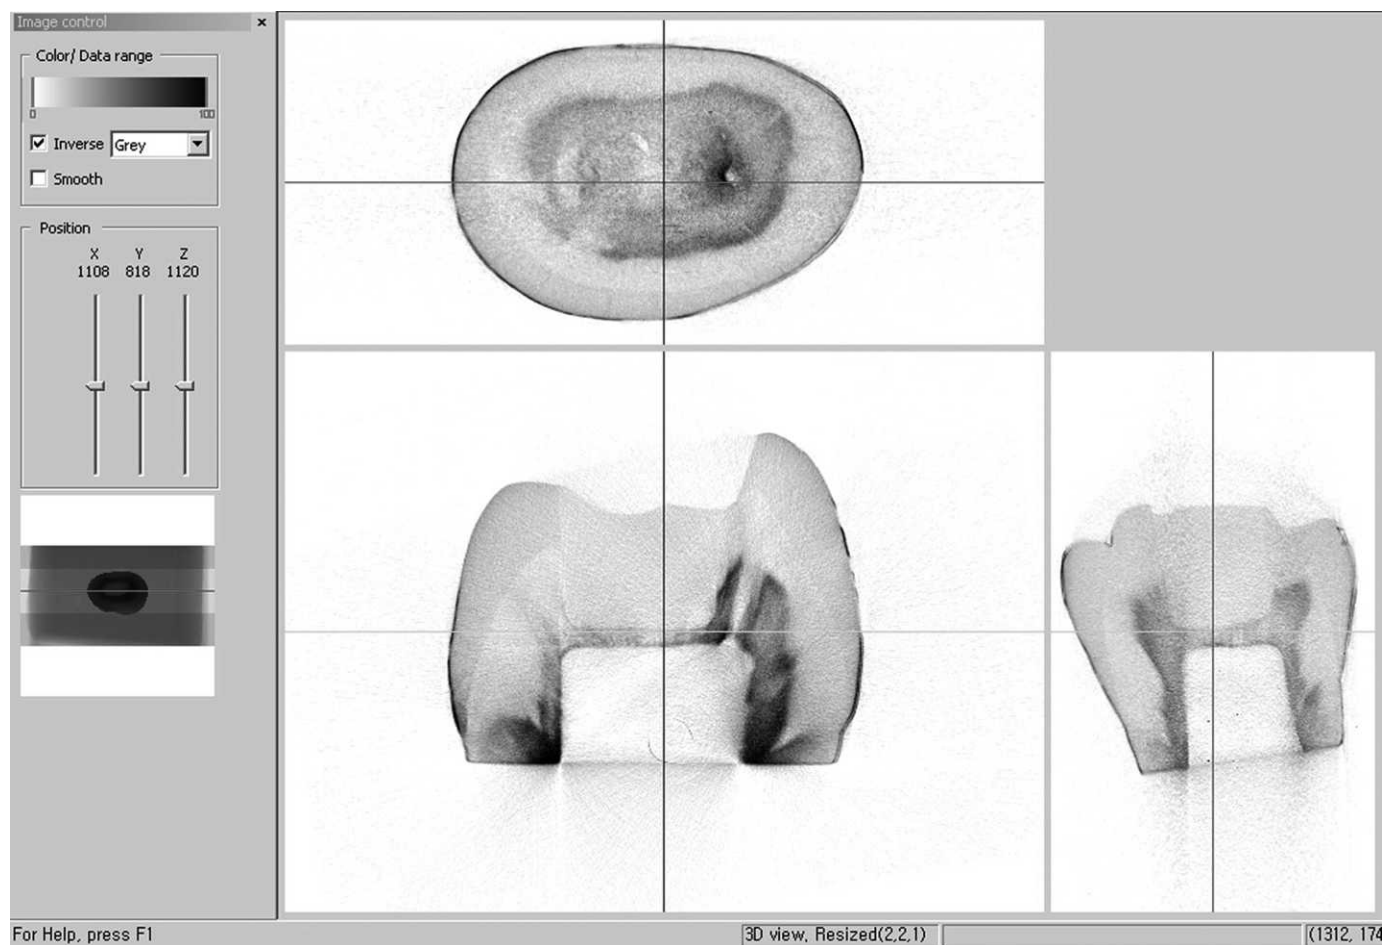 Image control ×
Color/ Data range
0 100
Inverse Grey
Smooth
Position
X Y Z
1108 818 1120
For Help, press F1 3D view, Resized(2,2,1) (1312, 174